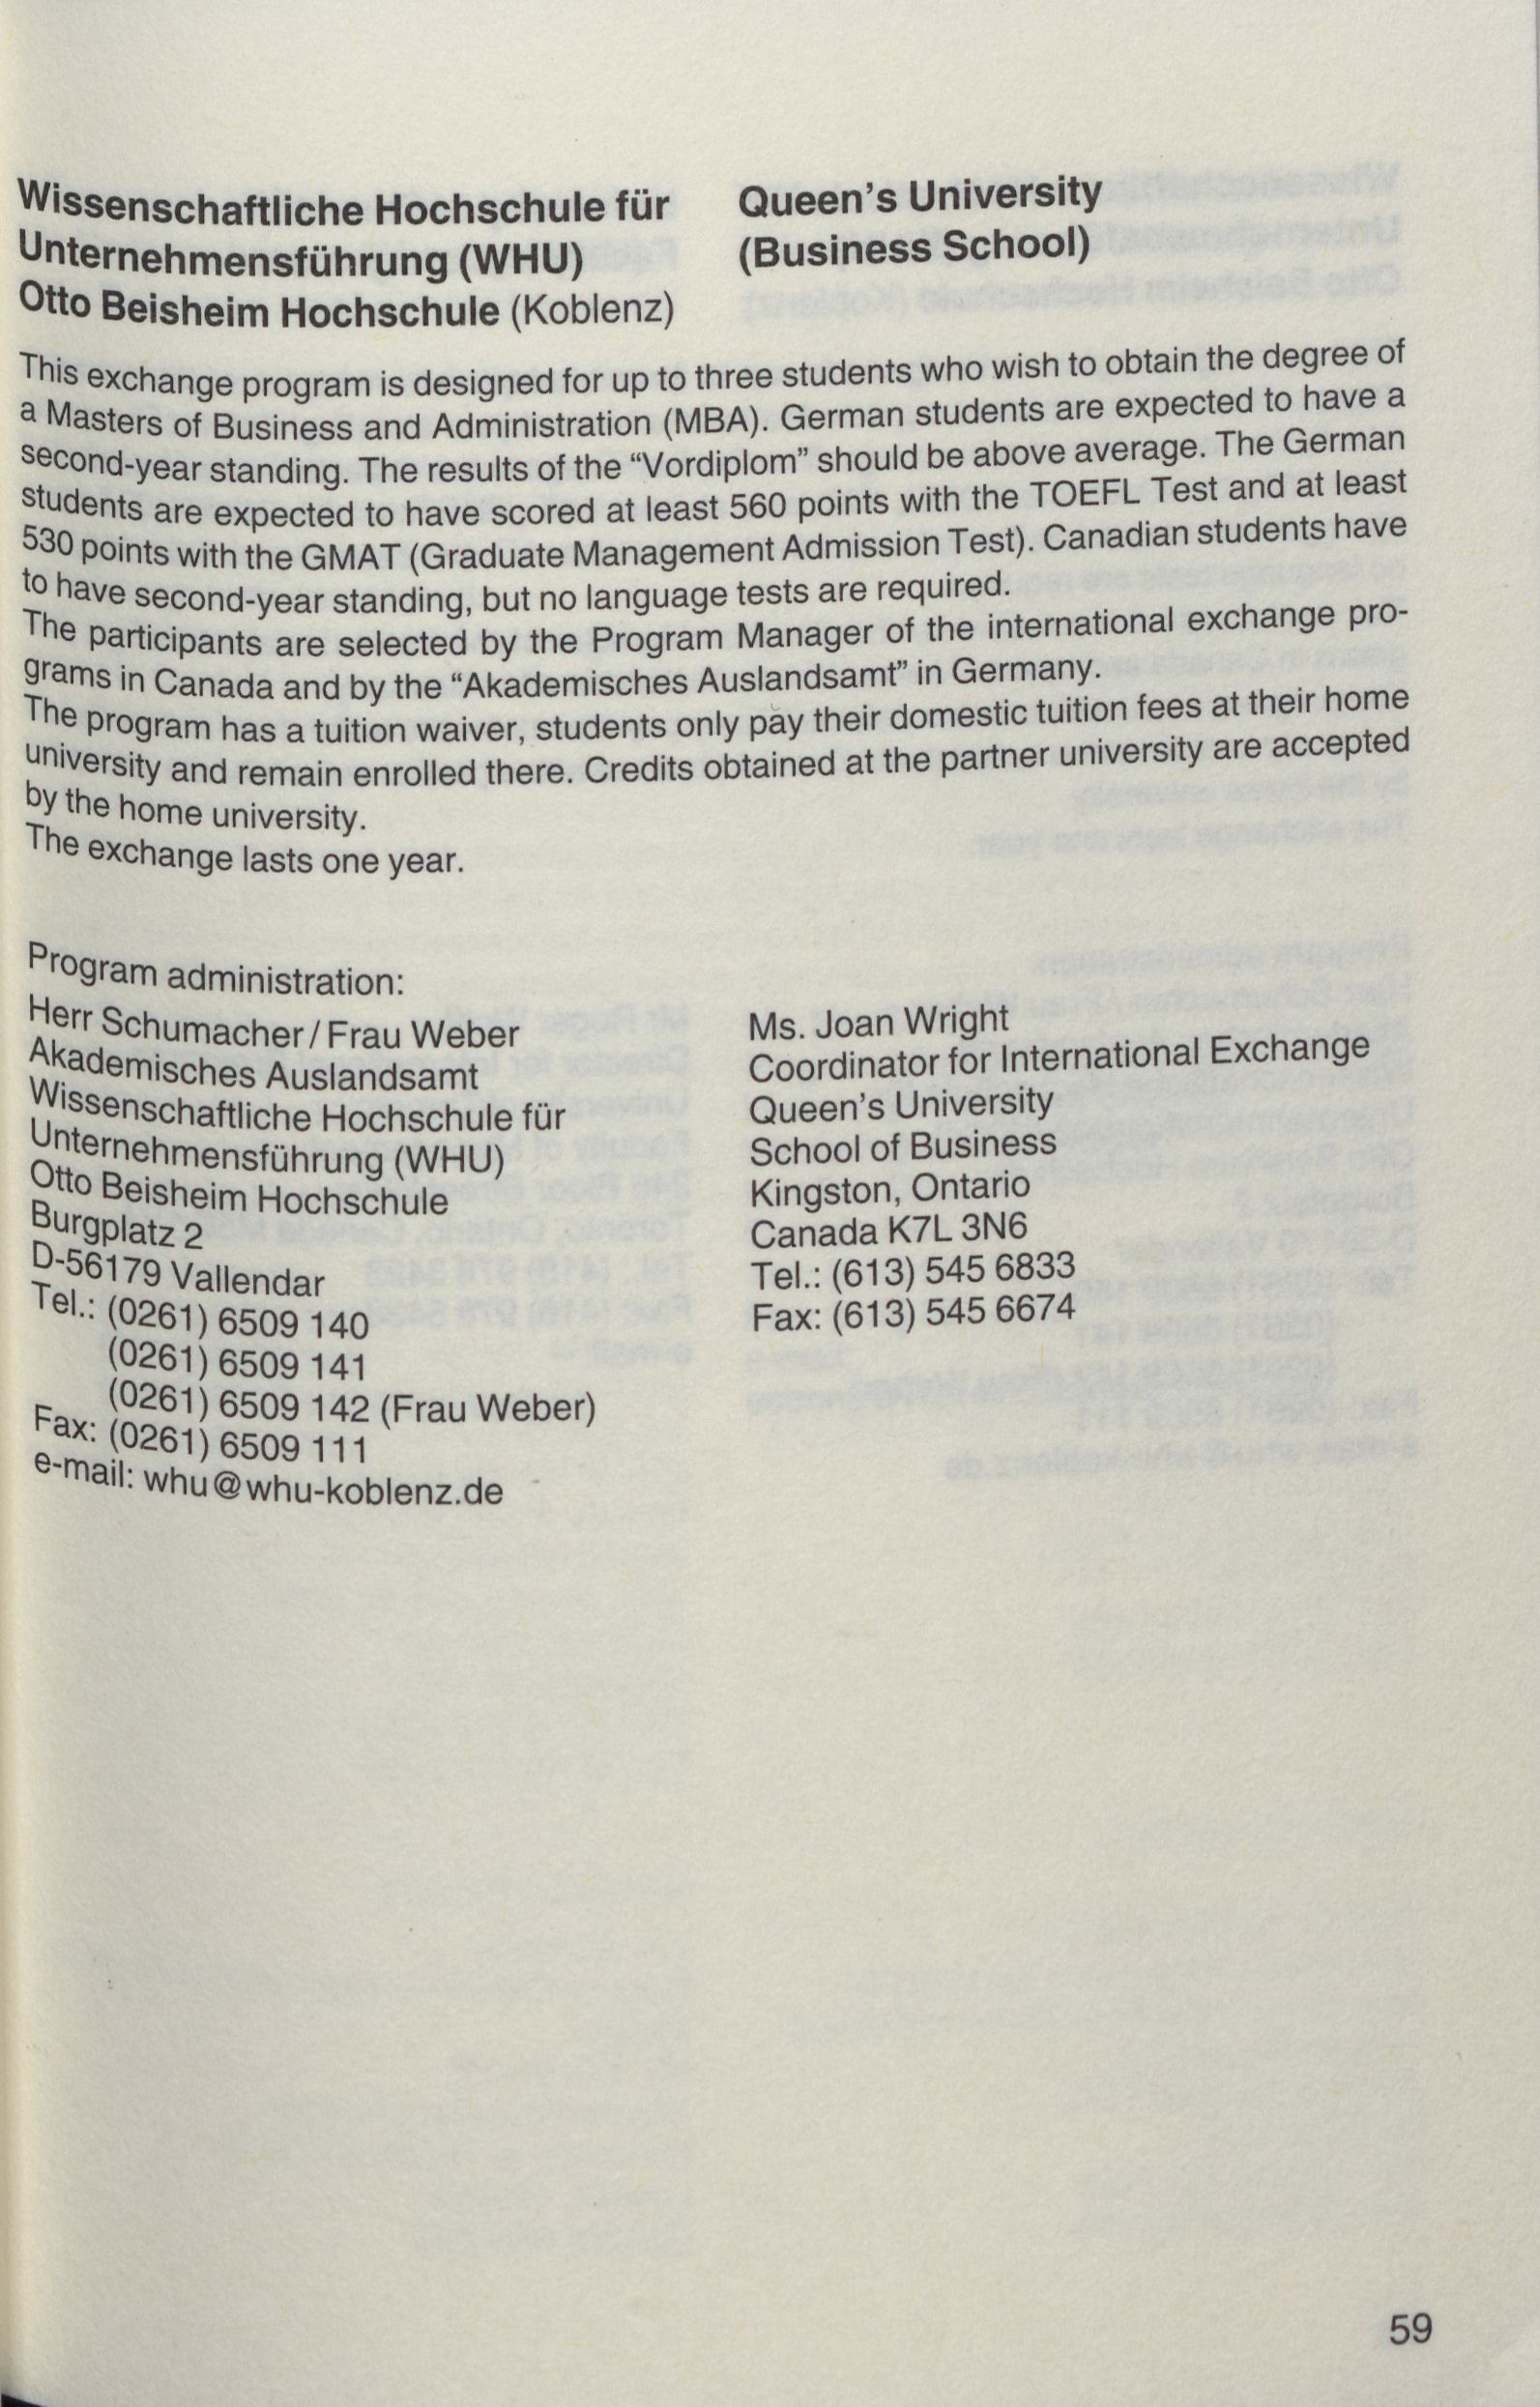 Wissenschaftliche Hochschule für
Unternehmensführung (WHU)
Otto Beisheim Hochschule (Koblenz)
Queen's University
(Business School)
This exchange program is designed for up to three students who wish to obtain the degree of
a Masters of Business and Administration (MBA). German students are expected to have a
second-year standing. The results of the “Vordiplom” should be above average. The German
students are expected to have scored at least 560 points with the TOEFL Test and at least
530 points with the GMAT (Graduate Management Admission Test). Canadian students have
to have second-year standing, but no language tests are required.
The participants are selected by the Program Manager of the international exchange pro-
grams in Canada and by the “Akademisches Auslandsamt” in Germany.
The program has a tuition waiver, students only pay their domestic tuition fees at their home
university and remain enrolled there. Credits obtained at the partner university are accepted
by the home university.
The exchange lasts one year.
Program administration:
Herr Schumacher / Frau Weber
Akademisches Auslandsamt
Wissenschaftliche Hochschule für
Unternehmensführung (WHU)
Otto Beisheim Hochschule
Burgplatz 2
D-56179 Vallendar
Tel.: (0261) 6509 140
(0261) 6509 141
(0261) 6509 142 (Frau Weber)
Fax: (0261) 6509 111
e-mail: whu@whu-koblenz.de
Ms. Joan Wright
Coordinator for International Exchange
Queen's University
School of Business
Kingston, Ontario
Canada K7L 3N6
Tel.: (613) 545 6833
Fax: (613) 545 6674
59